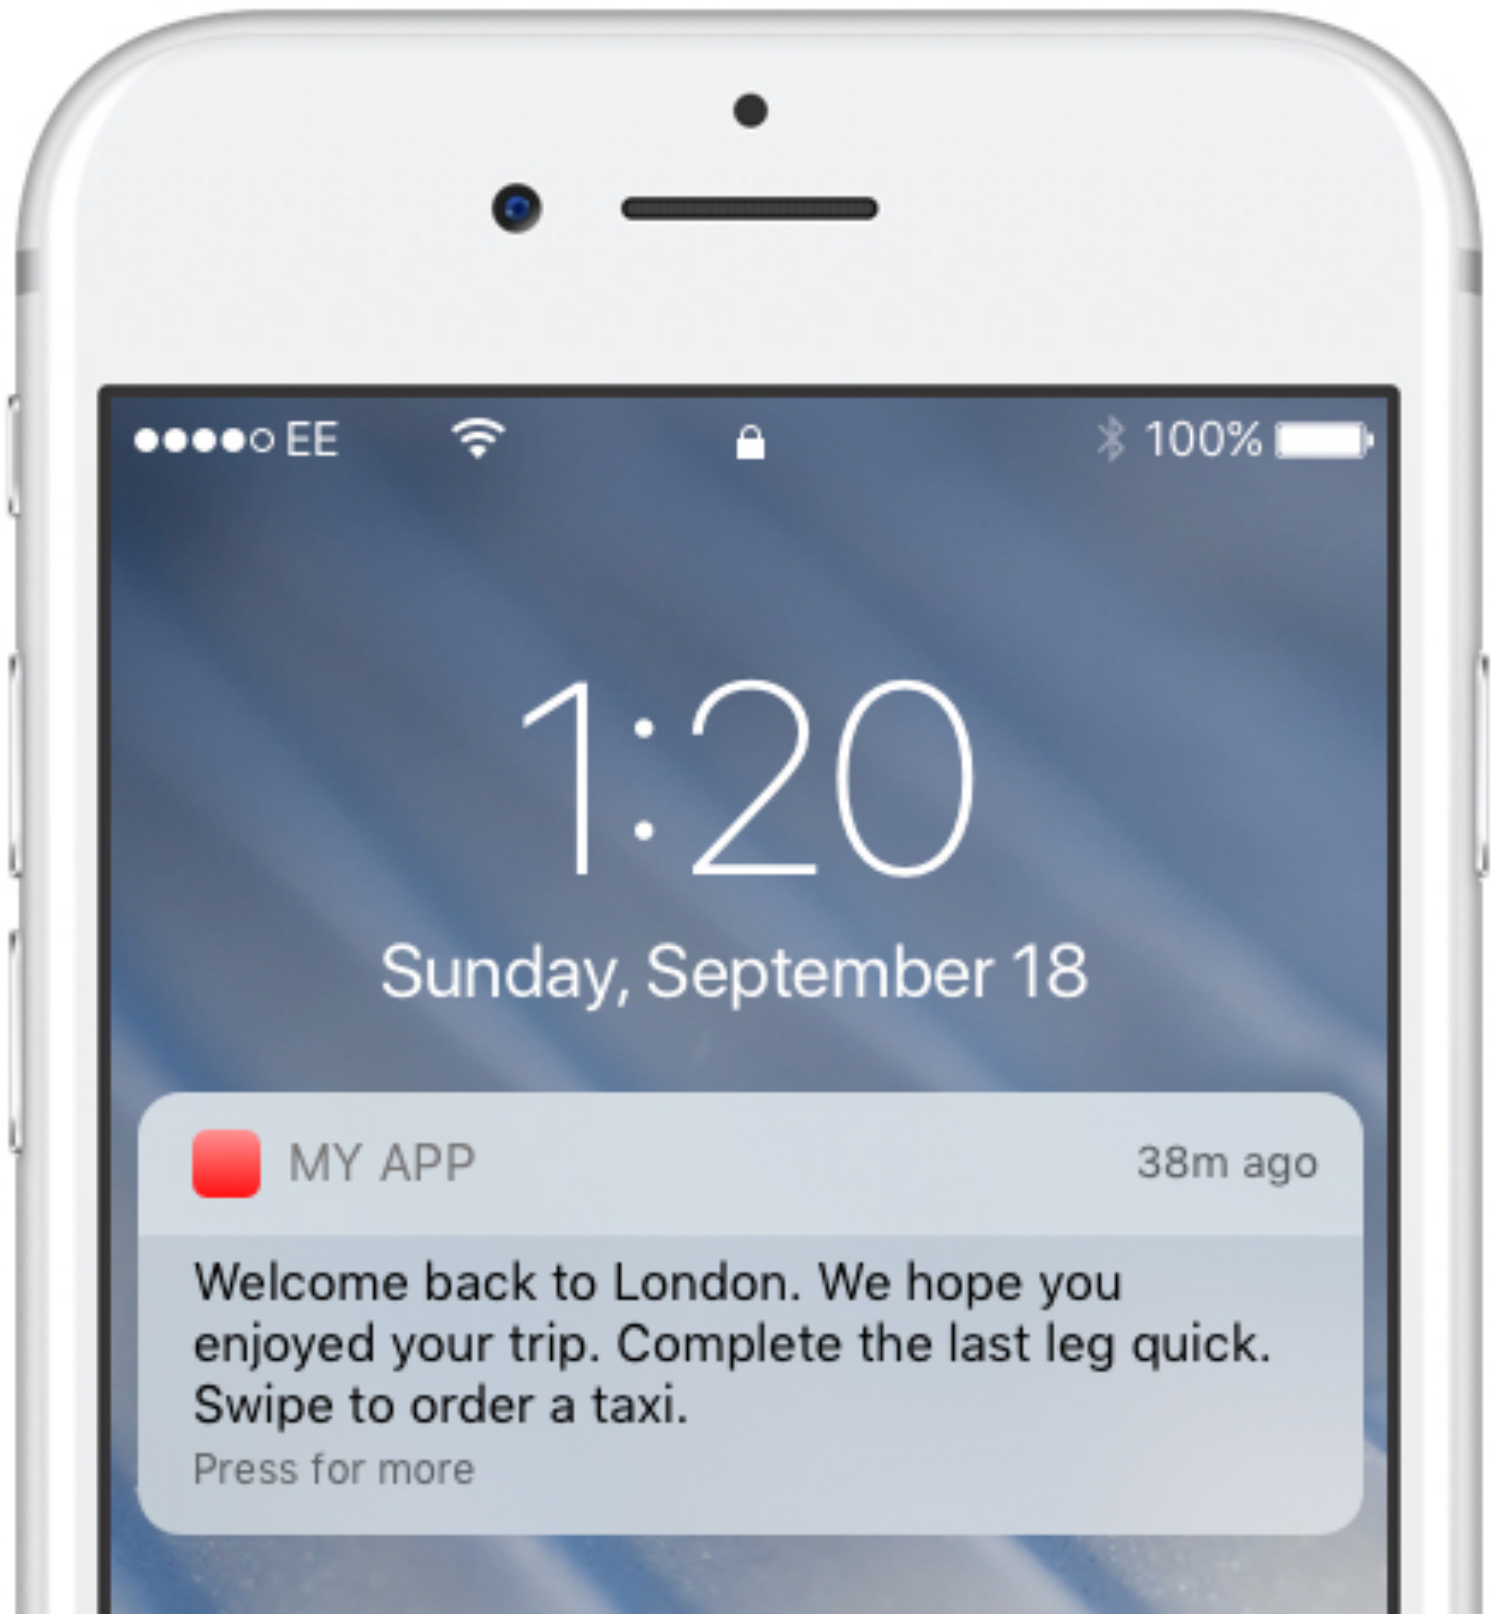 EE 100%
1:20
Sunday, September 18
MY APP 38m ago
Welcome back to London. We hope you
enjoyed your trip. Complete the last leg quick.
Swipe to order a taxi.
Press for more